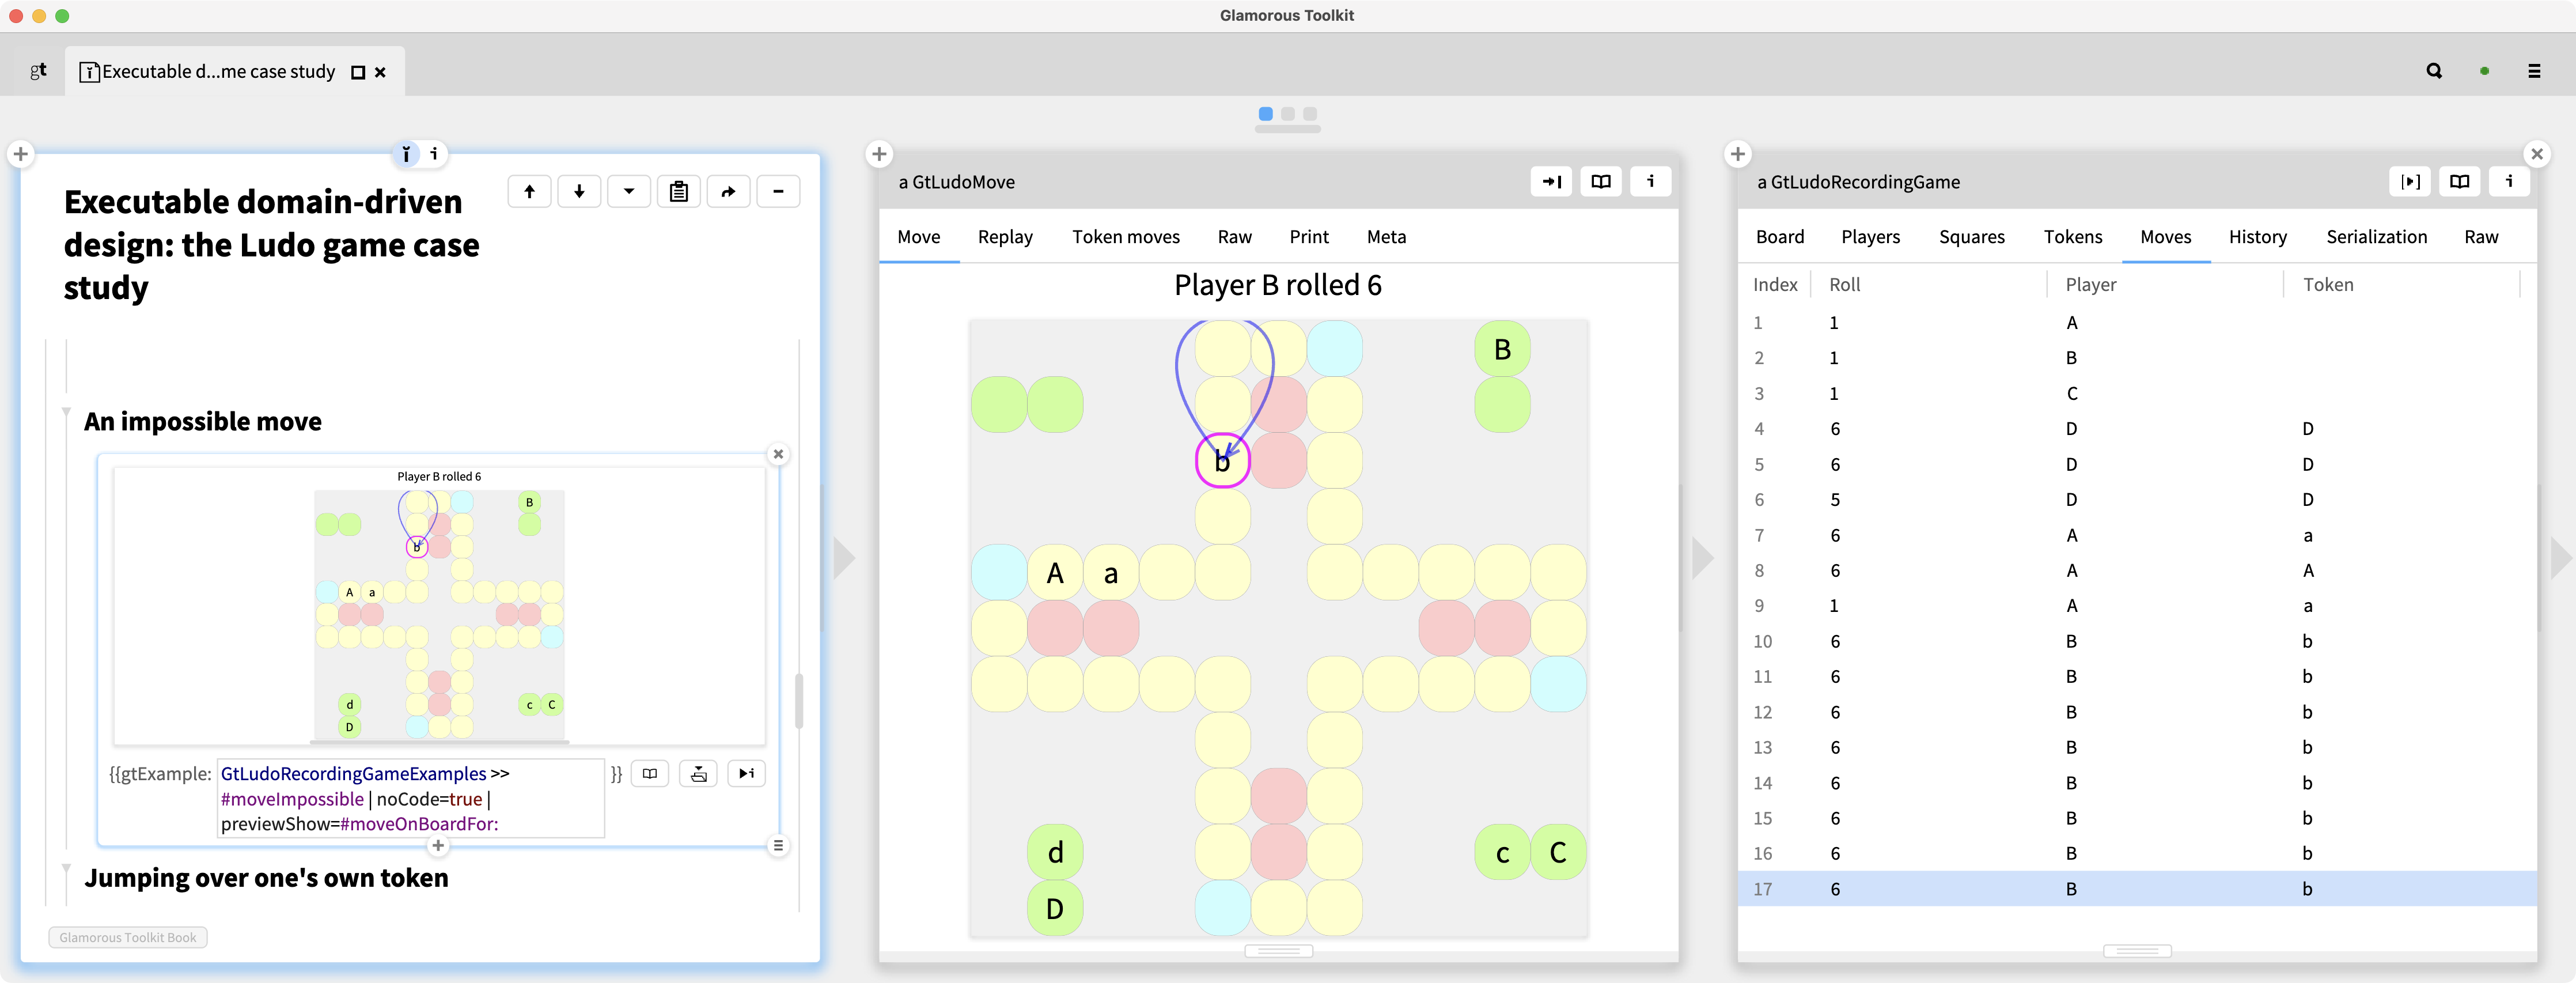 Glamorous Toolkit
gt
Executable d...me case study
Executable domain-driven
design: the Ludo game case
study
An impossible move
Player B rolled 6
B
b
A a
d
c C
D
{{gtExample: GtLudoRecordingGameExamples >> }}
#moveImpossible | noCode=true |
previewShow=#moveOnBoardFor:
Jumping over one's own token
Glamorous Toolkit Book
a GtLudoMove
Move Replay Token moves Raw Print Meta
Player B rolled 6
B
b
A a
d
c C
D
a GtLudoRecordingGame
Board Players Squares Tokens Moves History Serialization Raw
Index Roll Player Token
1 1 A
2 1 B
3 1 C
4 6 D D
5 6 D D
6 5 D D
7 6 A a
8 6 A A
9 1 A a
10 6 B b
11 6 B b
12 6 B b
13 6 B b
14 6 B b
15 6 B b
16 6 B b
17 6 B b